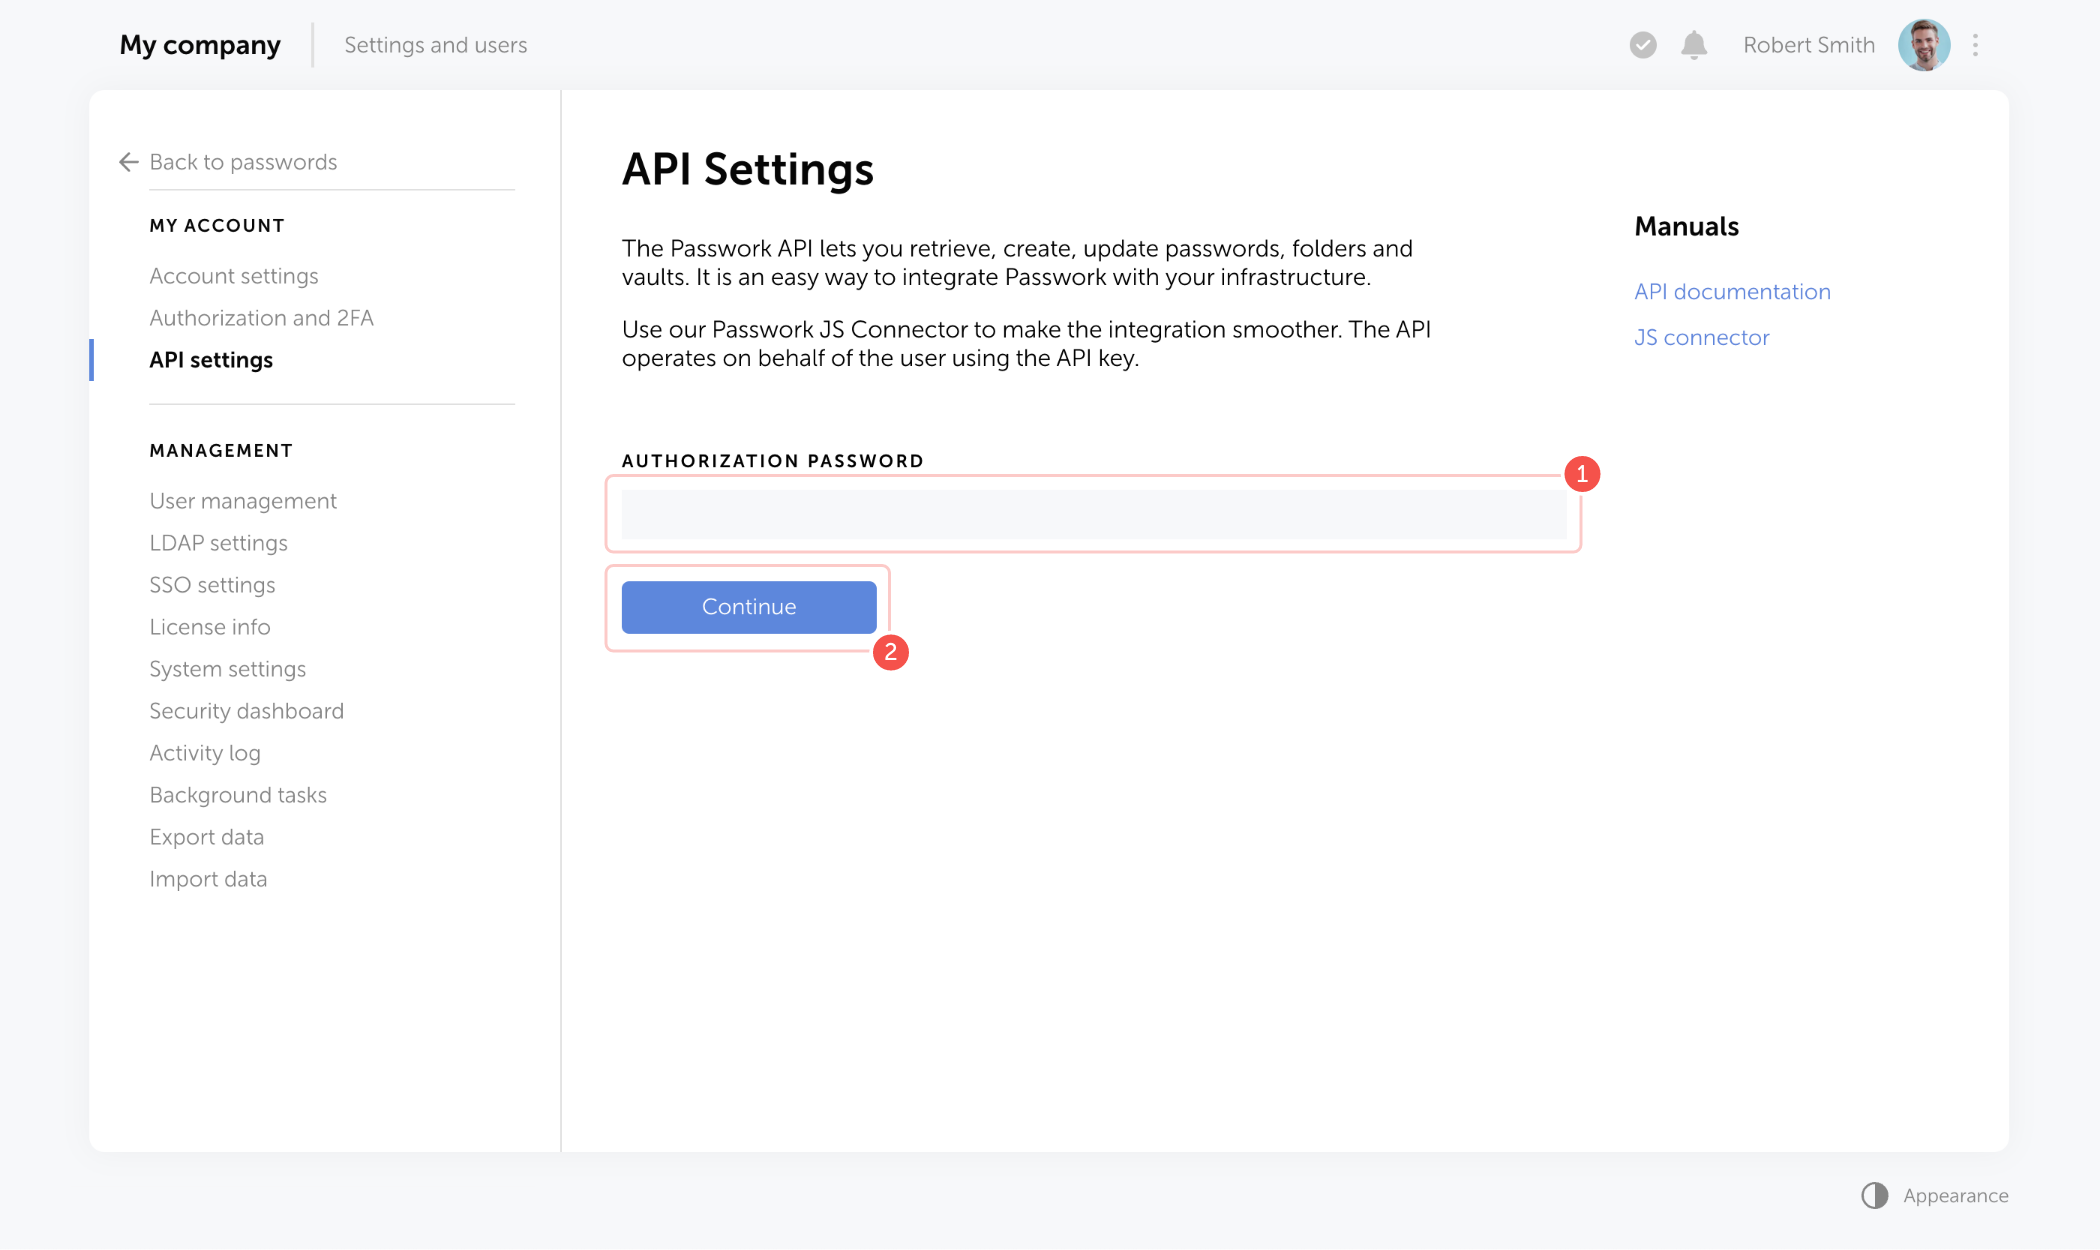 My company
Settings and users
Robert Smith
Back to passwords
MY ACCOUNT
Account settings
Authorization and 2FA
API settings
MANAGEMENT
User management
LDAP settings
SSO settings
License info
System settings
Security dashboard
Activity log
Background tasks
Export data
Import data
API Settings
The Passwork API lets you retrieve, create, update passwords, folders and
vaults. It is an easy way to integrate Passwork with your infrastructure.
Use our Passwork JS Connector to make the integration smoother. The API
operates on behalf of the user using the API key.
AUTHORIZATION PASSWORD
1
Continue
2
Manuals
API documentation
JS connector
Appearance